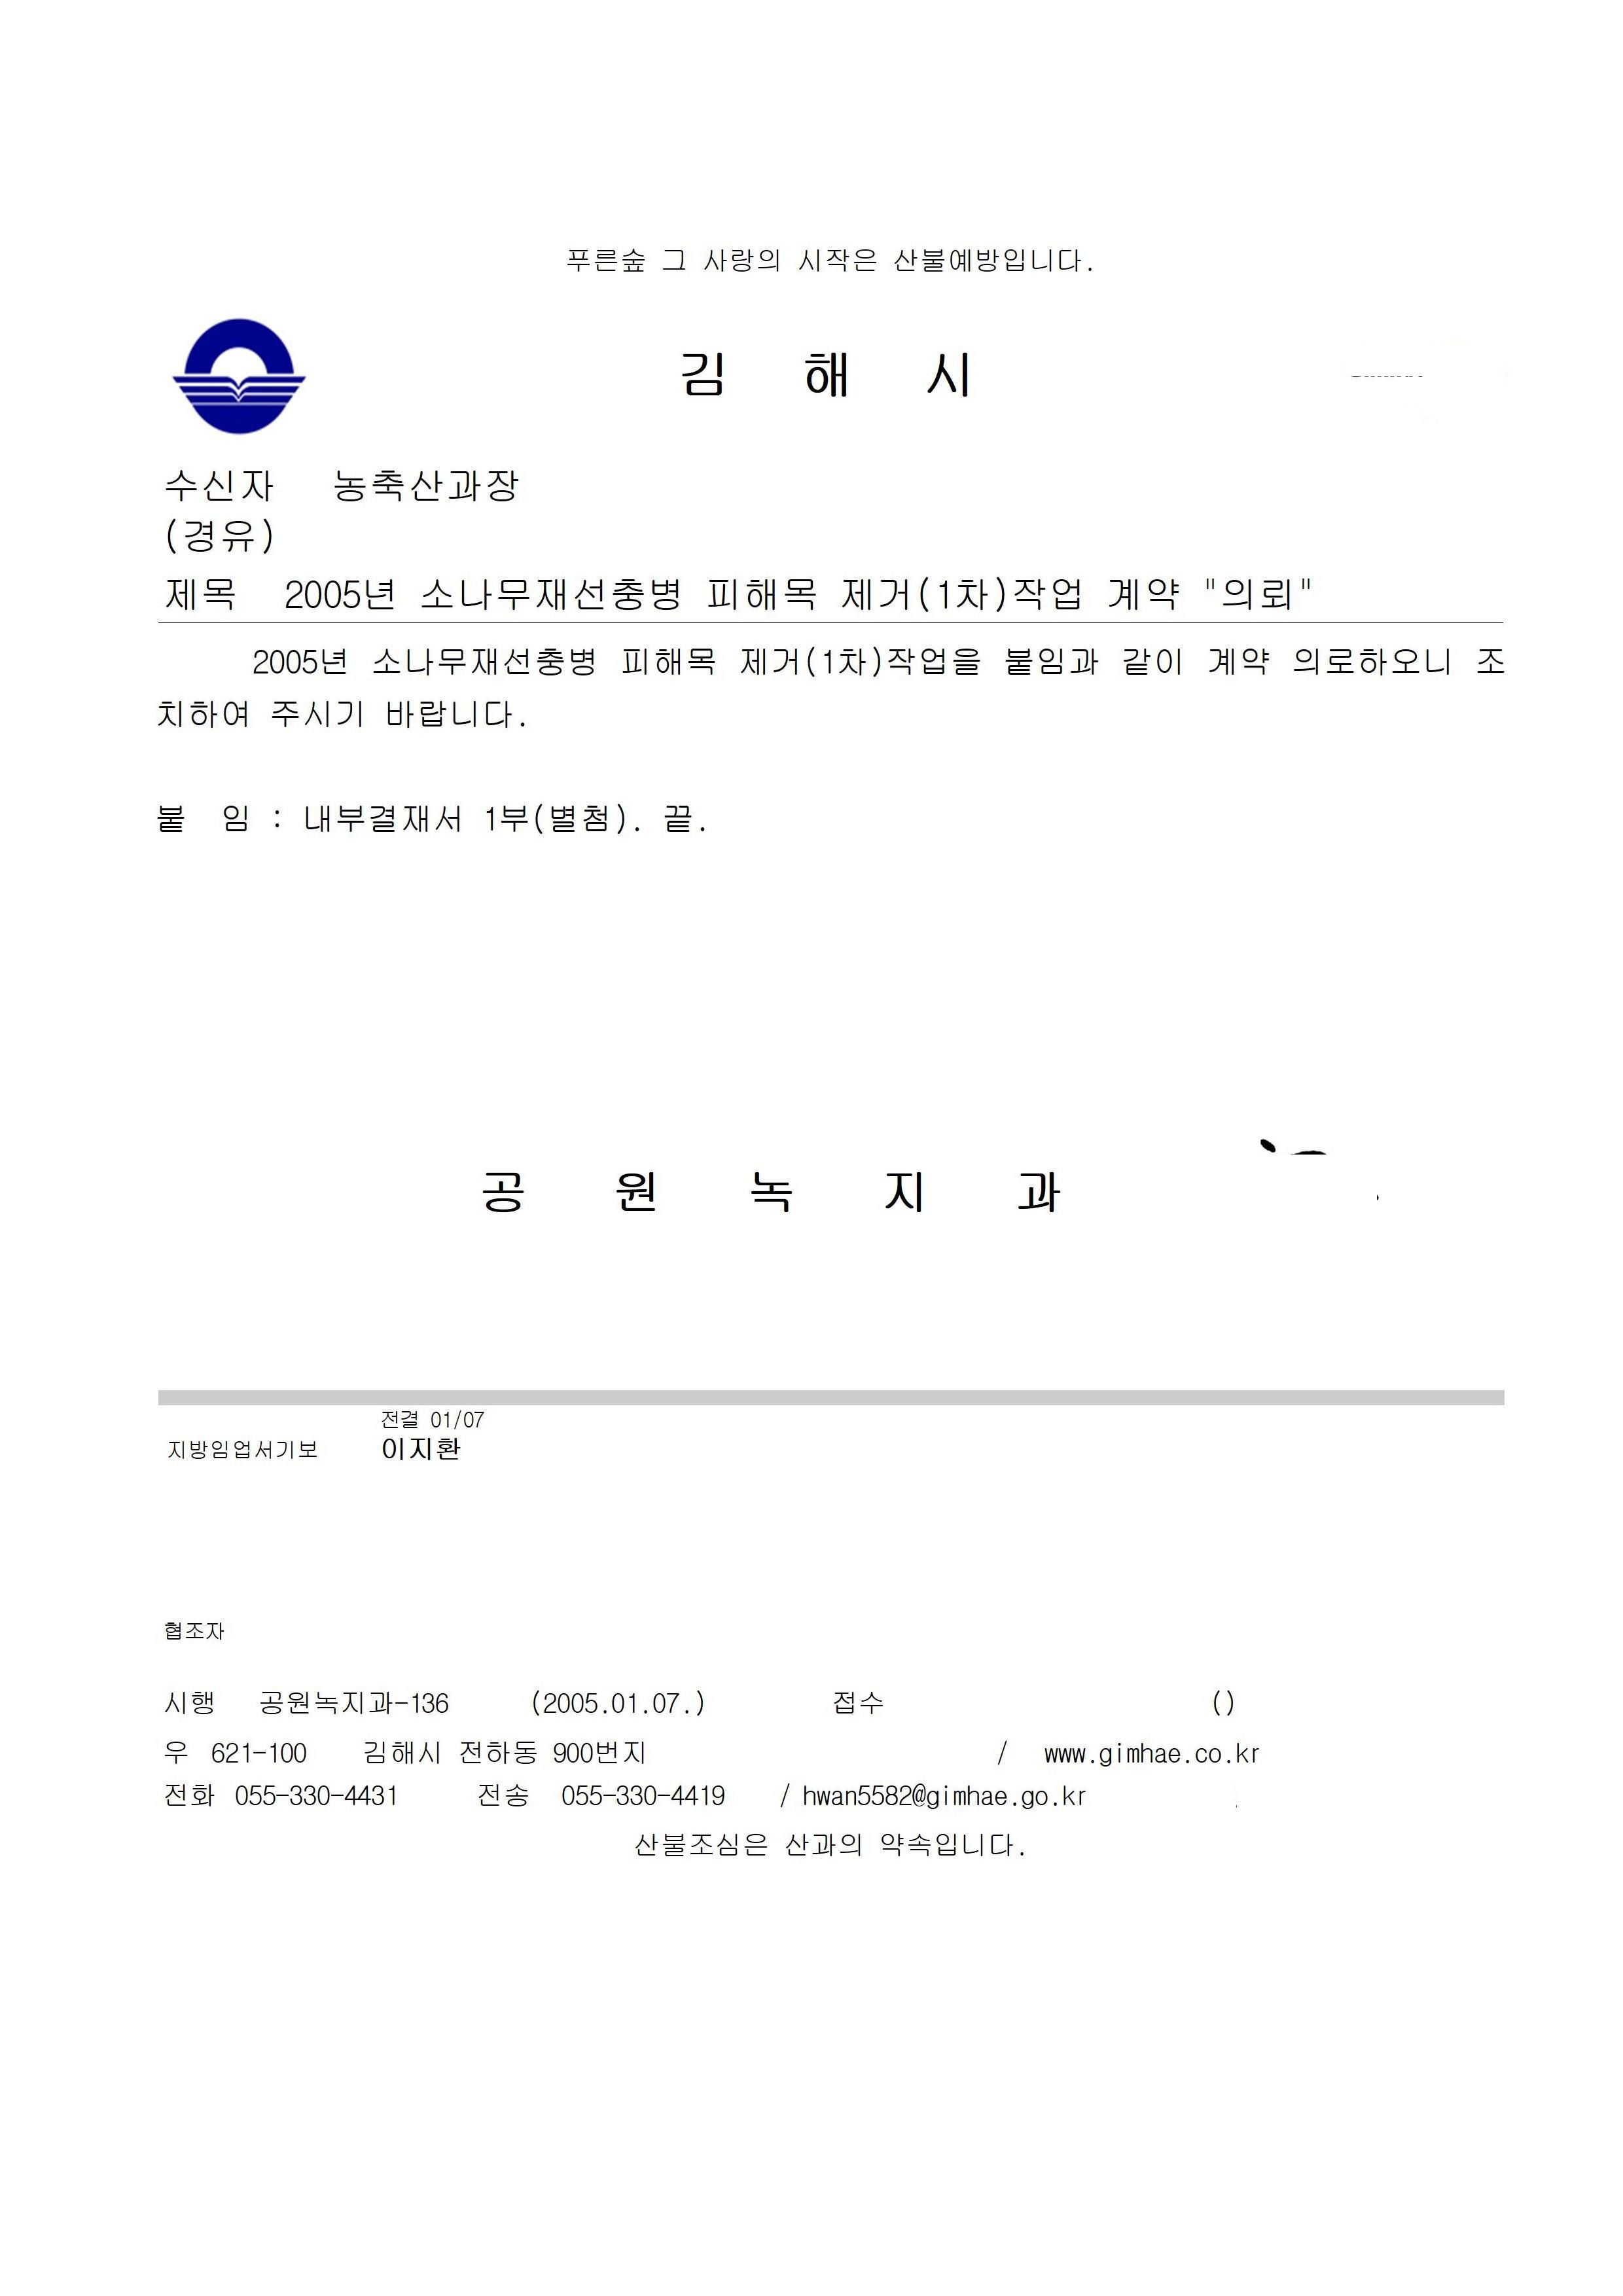 푸른숲 그 사랑의 시작은 산불예방입니다.
김 해 시
수신자 농축산과장
(경유)
제목 2005년 소나무재선충병 피해목 제거(1차)작업 계약 "의뢰"
2005년 소나무재선충병 피해목 제거(1차)작업을 붙임과 같이 계약 의로하오니 조
치하여 주시기 바랍니다.
붙 임 : 내부결재서 1부(별첨). 끝.
공 원 녹 지 과
전결 01/07
지방임업서기보 이지환
협조자
시행 공원녹지과-136 (2005.01.07.) 접수 ()
우 621-100 김해시 전하동 900번지 / www.gimhae.co.kr
전화 055-330-4431 전송 055-330-4419 / hwan5582@gimhae.go.kr
산불조심은 산과의 약속입니다.